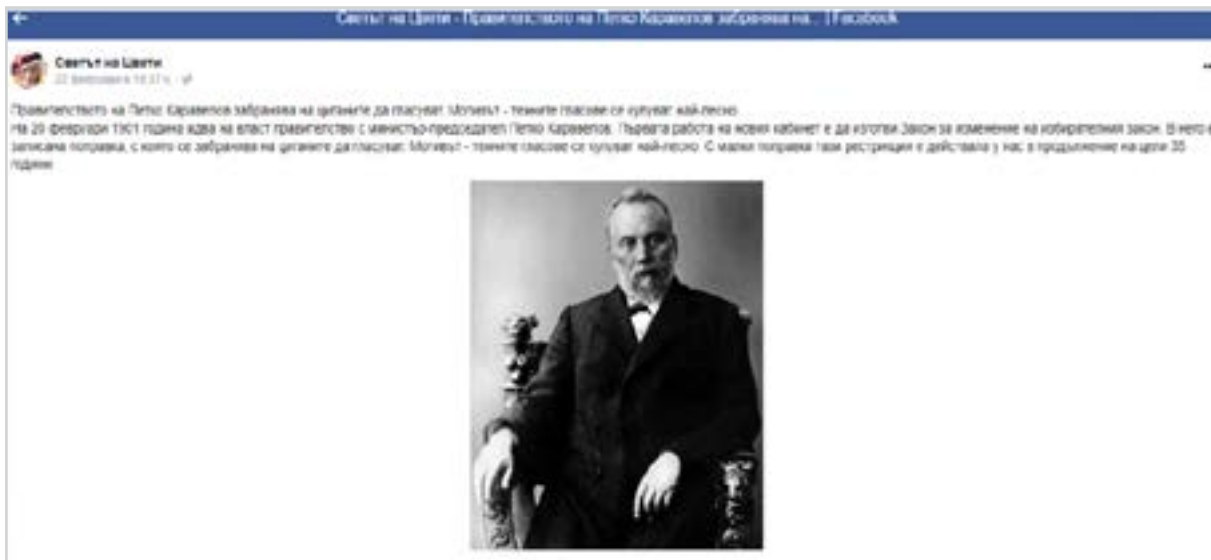 Светът на Цвети - Правителството на Петко Каравелов забранява на... | Facebook
Светът на Цвети
22 февруари в
Правителството на Петко Каравелов забранява на циганите да гласуват. Мотивът - техните гласове се купуват най-лесно
На 20 февруари 1901 година идва на власт правителство с министър-председател Петко Каравелов. Първата работа на новия кабинет е да изготви Закон за изменение на избирателния закон. В него е
записана поправка, с която се забранява на циганите да гласуват. Мотивът - техните гласове се купуват най-лесно. С малки поправки тази рестрикция е действала у нас в продължение на цели 35
години